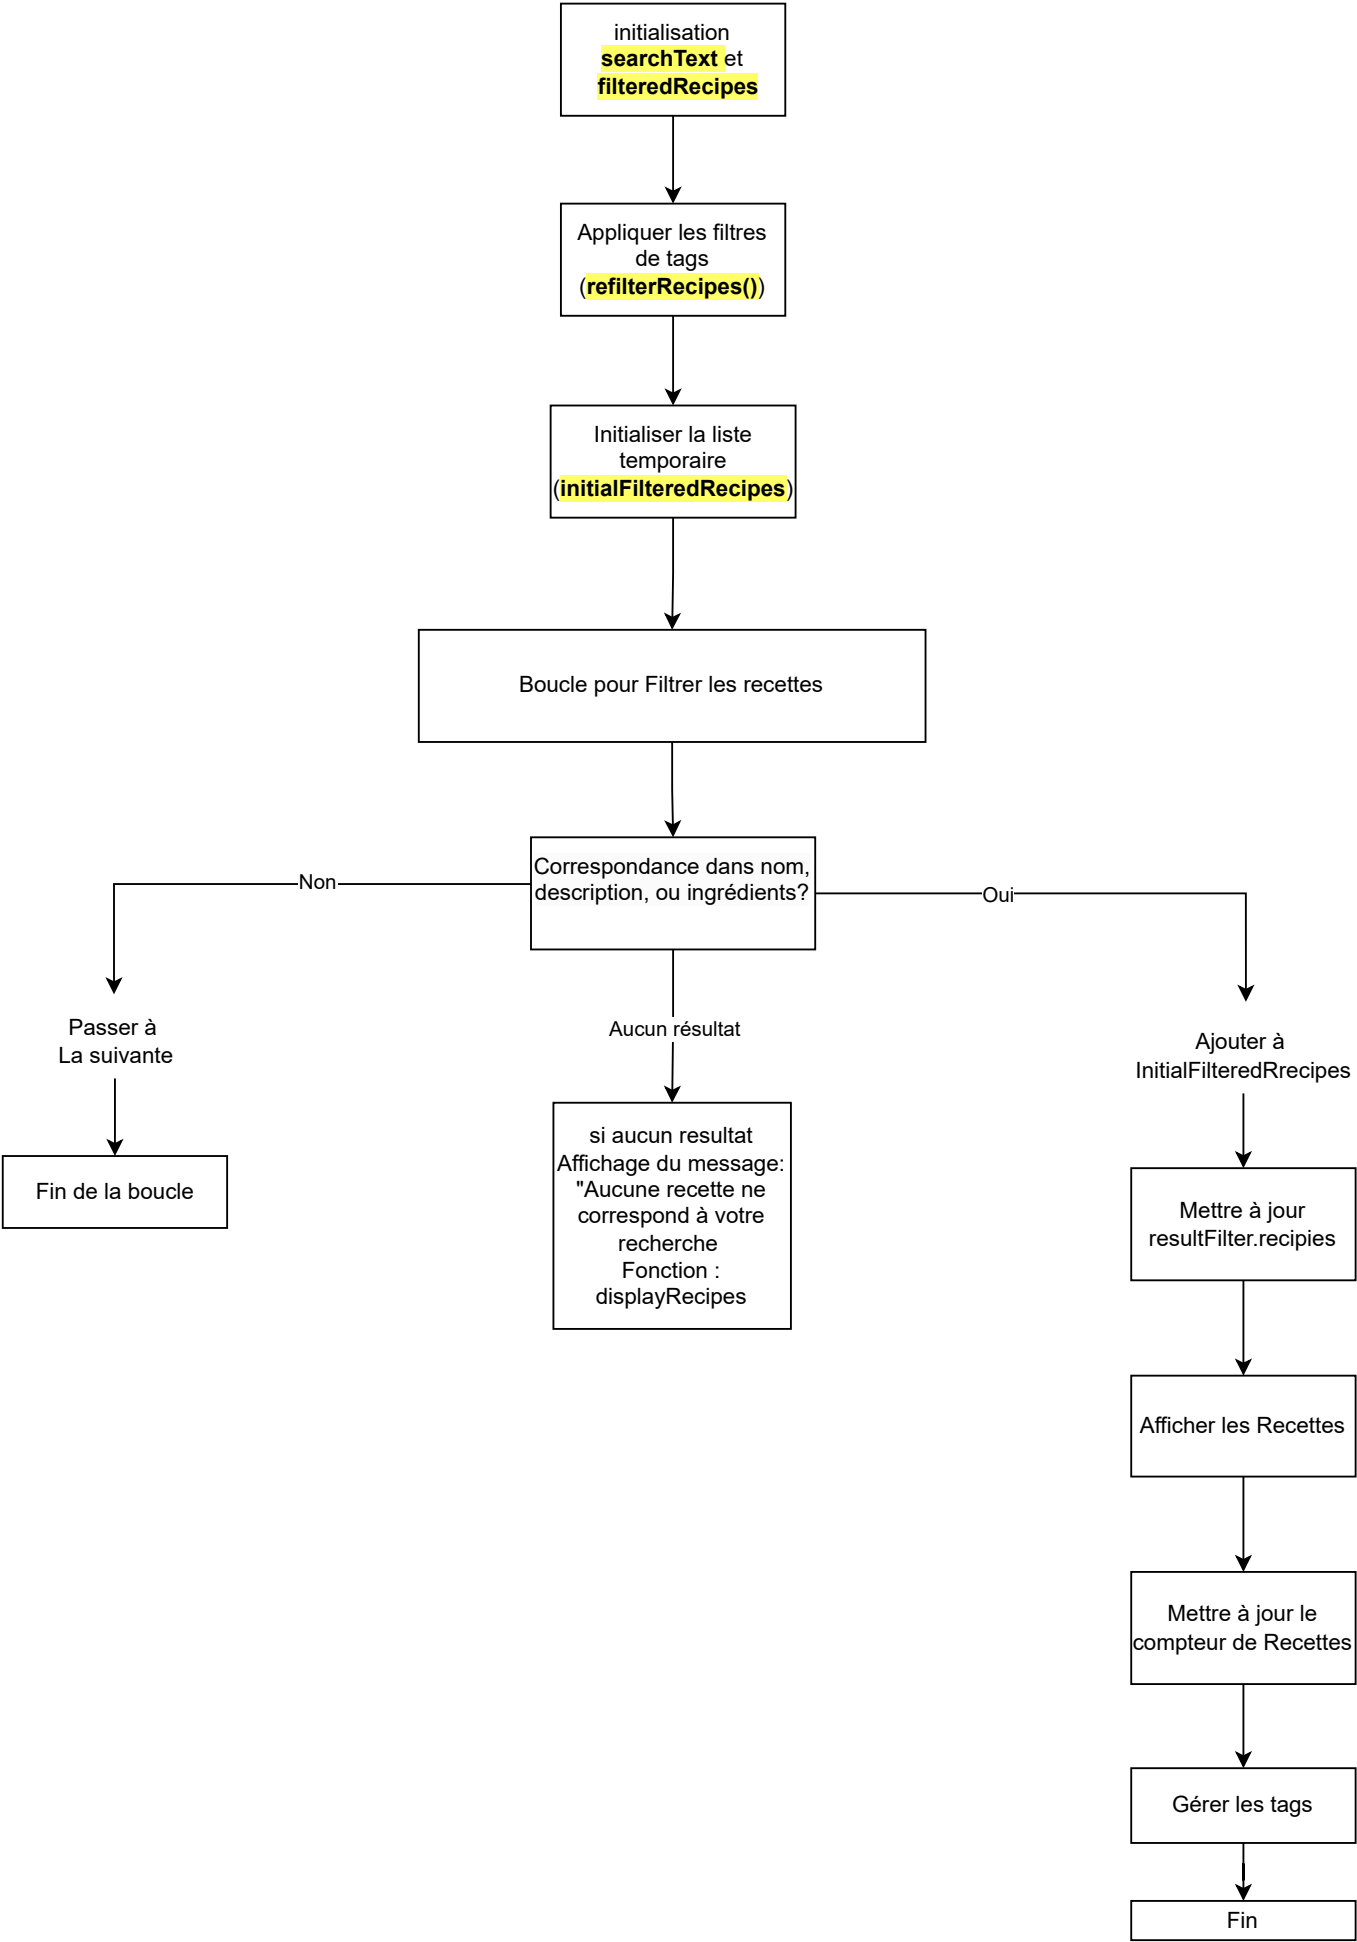 initialisation
searchText et
filteredRecipes
Appliquer les filtres
de tags
(refilterRecipes())
Initialiser la liste
temporaire
(initialFilteredRecipes)
Boucle pour Filtrer les recettes
Correspondance dans nom,
description, ou ingrédients?
Non
Oui
Aucun résultat
Passer à
La suivante
Fin de la boucle
si aucun resultat
Affichage du message:
"Aucune recette ne
correspond à votre
recherche
Fonction :
displayRecipes
Ajouter à
InitialFilteredRrecipes
Mettre à jour
resultFilter.recipies
Afficher les Recettes
Mettre à jour le
compteur de Recettes
Gérer les tags
Fin